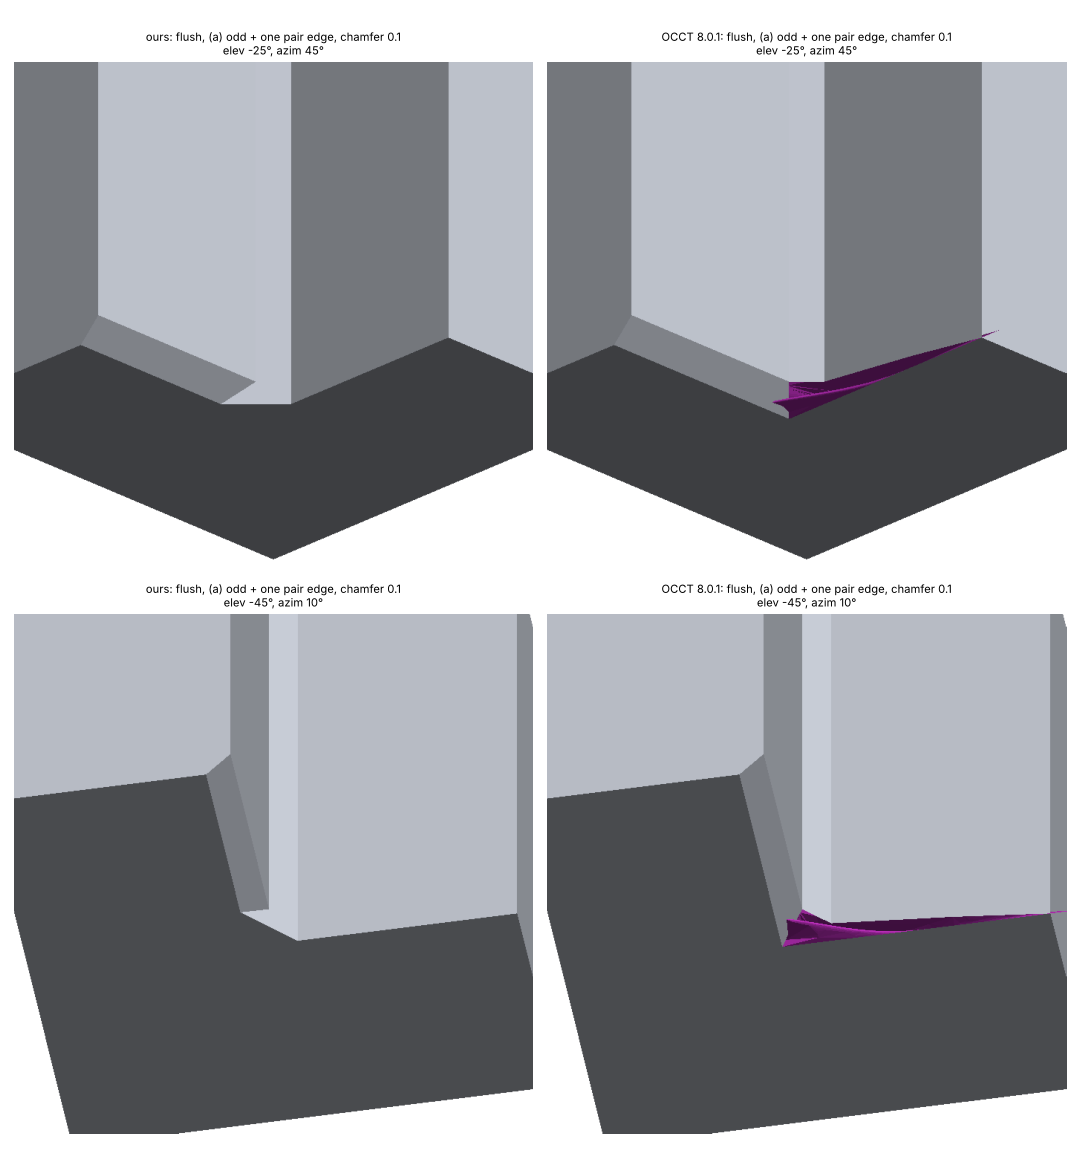 ours: flush, (a) odd + one pair edge, chamfer 0.1
elev -25°, azim 45°
OCCT 8.0.1: flush, (a) odd + one pair edge, chamfer 0.1
elev -25°, azim 45°
ours: flush, (a) odd + one pair edge, chamfer 0.1
elev -45°, azim 10°
OCCT 8.0.1: flush, (a) odd + one pair edge, chamfer 0.1
elev -45°, azim 10°